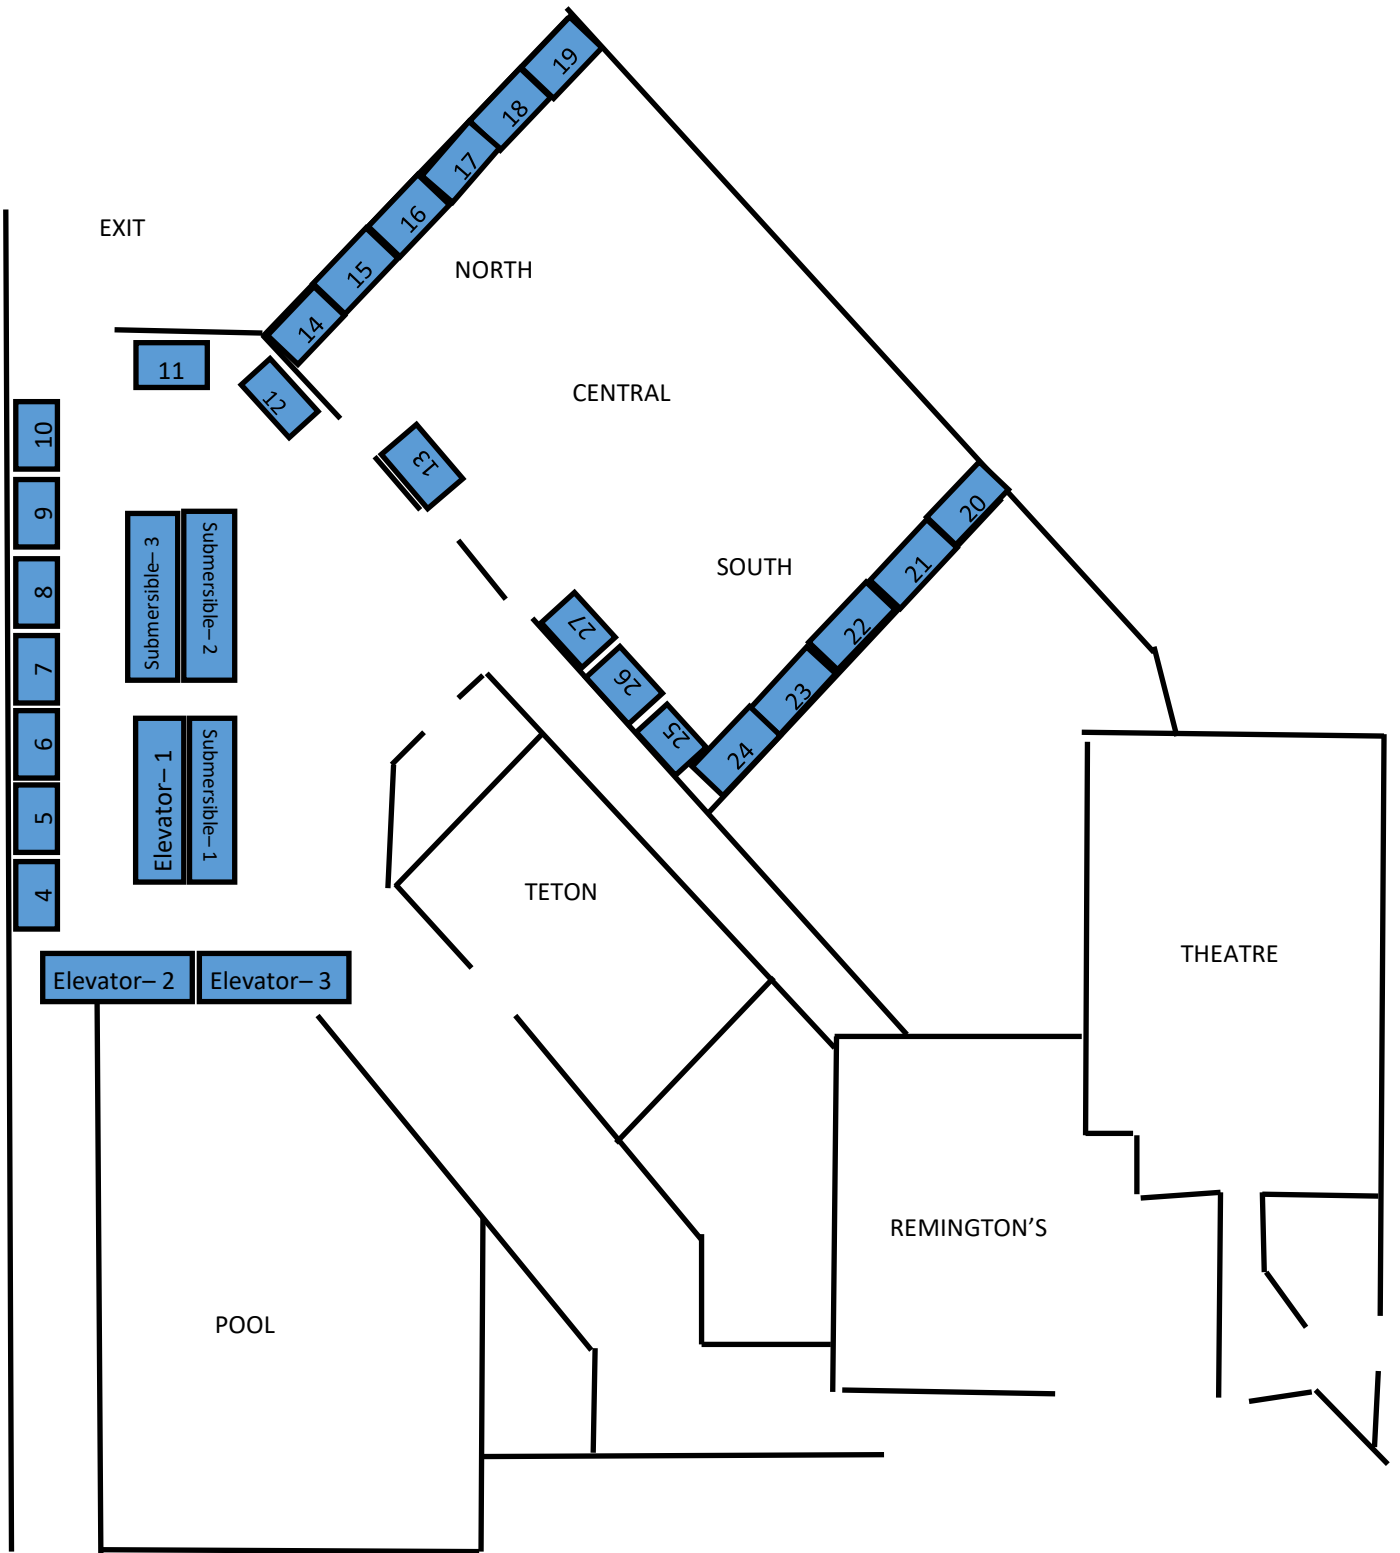 19
18
17
16
15
14
EXIT
NORTH
11
12
CENTRAL
13
10
9
8
7
6
5
4
Submersible– 3
Submersible– 2
Elevator– 1
Submersible– 1
SOUTH
20
21
22
23
24
25
26
27
TETON
THEATRE
Elevator– 2
Elevator– 3
REMINGTON’S
POOL